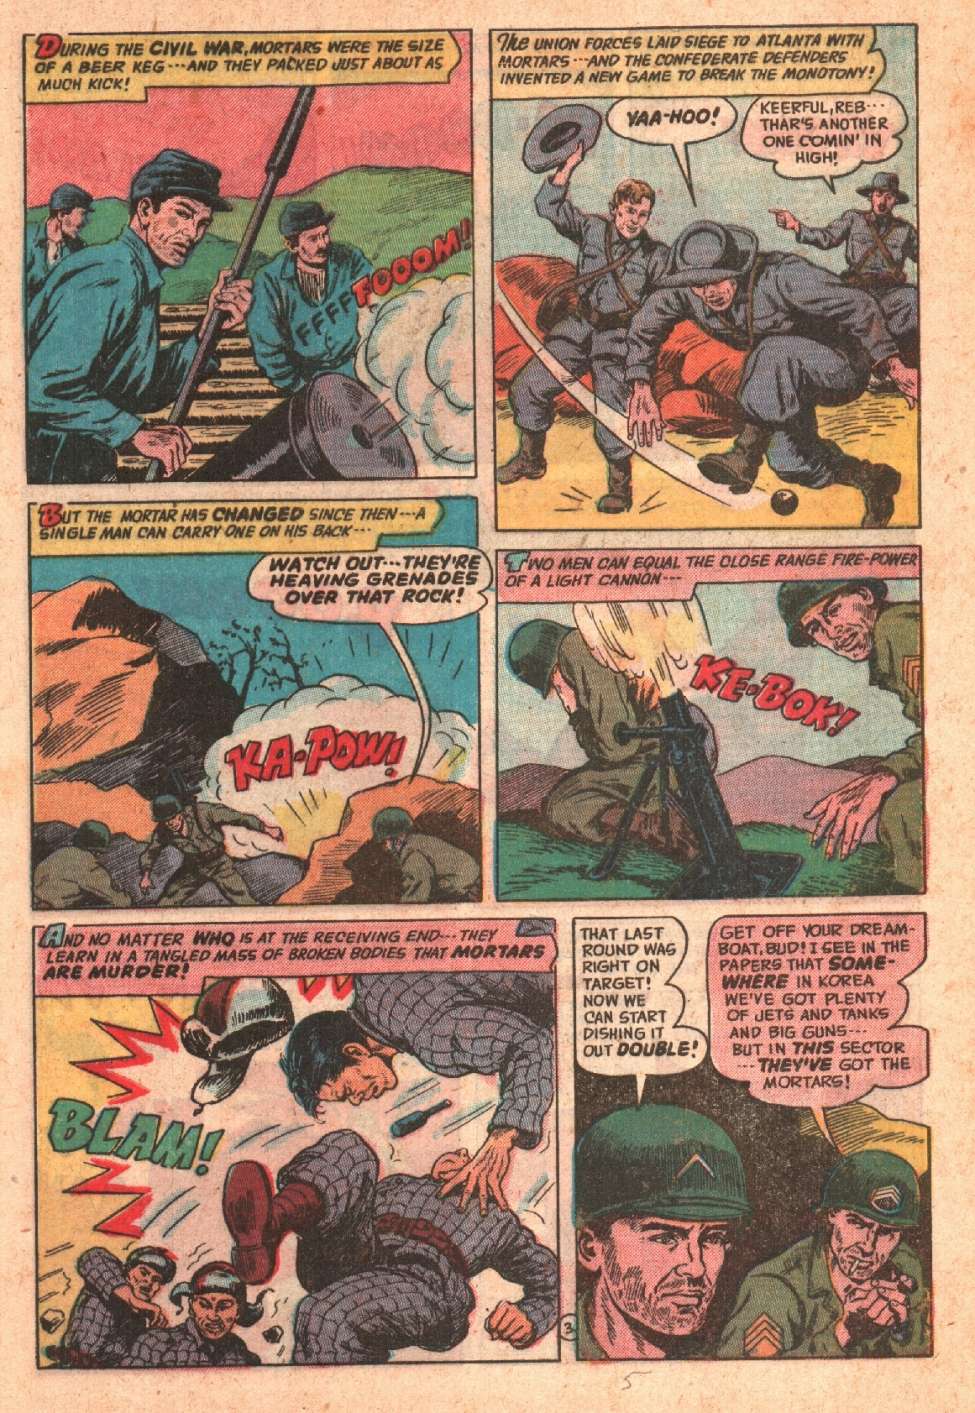 DURING THE CIVIL WAR, MORTARS WERE THE SIZE
OF A BEER KEG---AND THEY PACKED JUST ABOUT AS
MUCH KICK!
FFFFFOOOM!
The UNION FORCES LAID SIEGE TO ATLANTA WITH
MORTARS---AND THE CONFEDERATE DEFENDERS
INVENTED A NEW GAME TO BREAK THE MONOTONY!
YAA-HOO!
KEERFUL, REB---
THAR'S ANOTHER
ONE COMIN' IN
HIGH!
BUT THE MORTAR HAS CHANGED SINCE THEN---A
SINGLE MAN CAN CARRY ONE ON HIS BACK---
WATCH OUT---THEY'RE
HEAVING GRENADES
OVER THAT ROCK!
KA-POW!
TWO MEN CAN EQUAL THE CLOSE RANGE FIRE-POWER
OF A LIGHT CANNON---
KE-BOK!
AND NO MATTER WHO IS AT THE RECEIVING END---THEY
LEARN IN A TANGLED MASS OF BROKEN BODIES THAT MORTARS
ARE MURDER!
BLAM!
THAT LAST
ROUND WAS
RIGHT ON
TARGET!
NOW WE
CAN START
DISHING IT
OUT DOUBLE!
GET OFF YOUR DREAM-
BOAT, BUD! I SEE IN THE
PAPERS THAT SOME-
WHERE IN KOREA
WE'VE GOT PLENTY
OF JETS AND TANKS
AND BIG GUNS---
BUT IN THIS SECTOR
---THEY'VE GOT THE
MORTARS!
3
5